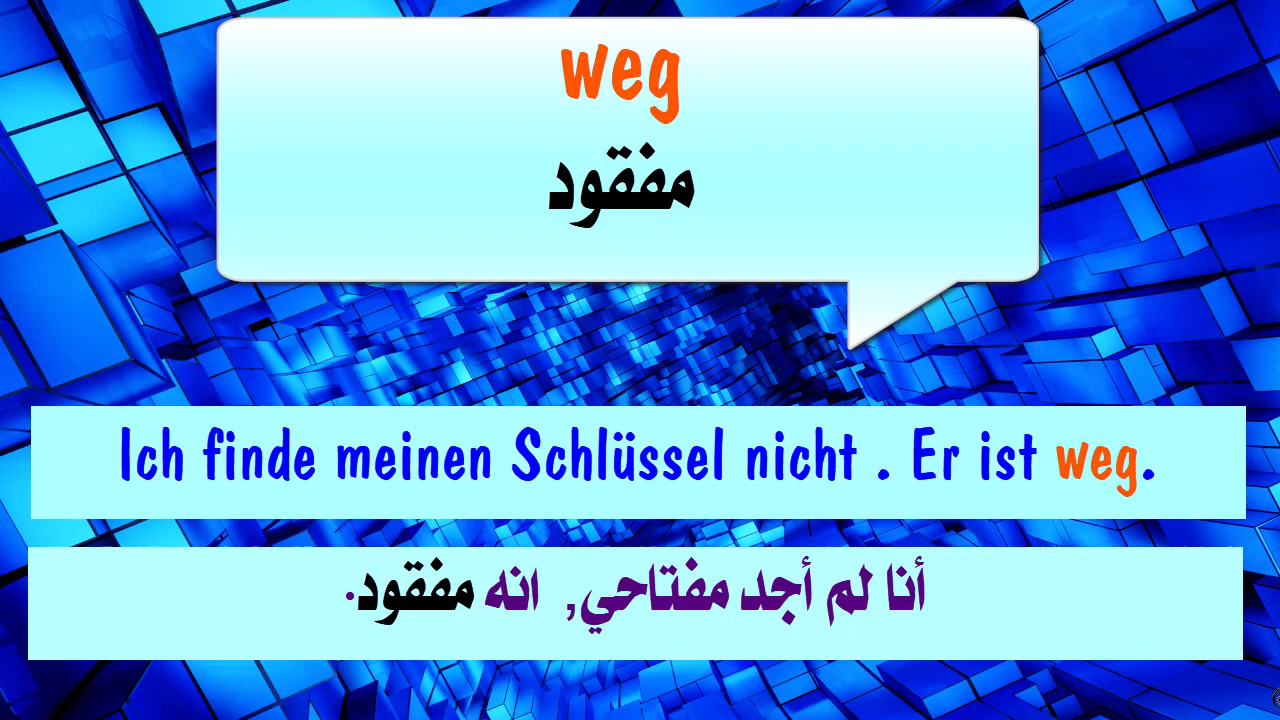 weg
مفقود
Ich finde meinen Schlüssel nicht . Er ist weg.
أنا لم أجد مفتاحي, انه مفقود.